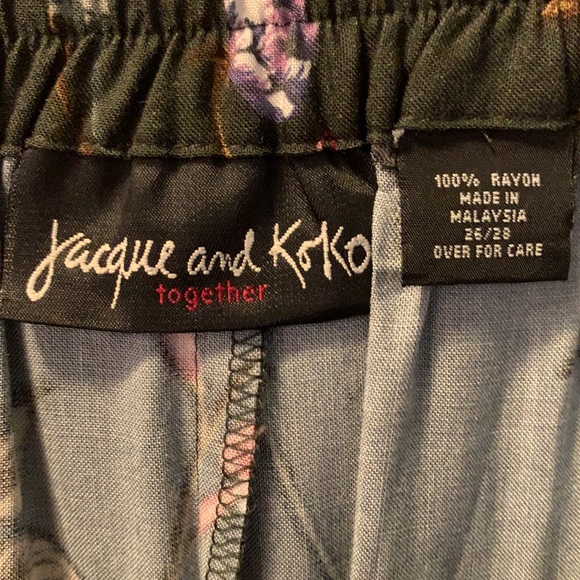 Jacque and KoKo
together
100% RAYON
MADE IN
MALAYSIA
26/28
OVER FOR CARE